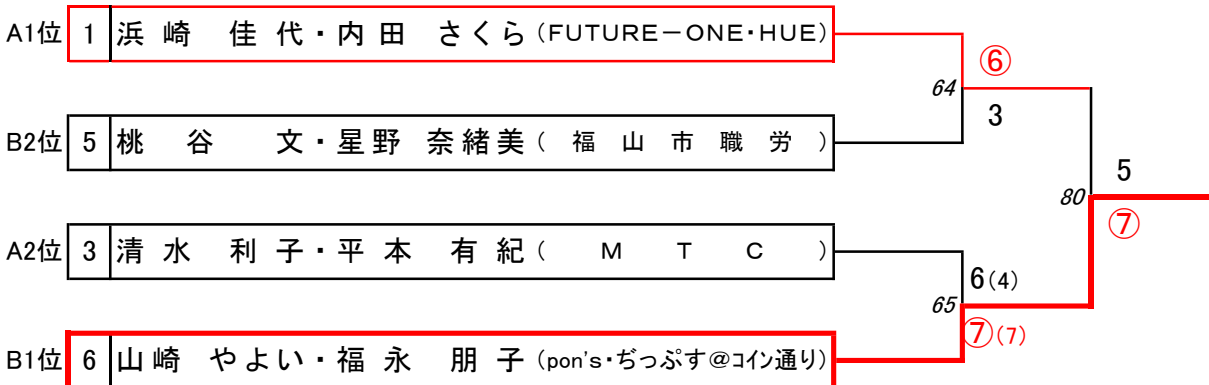 A1位 1 浜崎 佳代・内田 さくら (FUTURE－ONE・HUE)
⑥
64
3
B2位 5 桃谷 文・星野 奈緒美 (福山市職労)
5
80
⑦
A2位 3 清水 利子・平本 有紀 (MTC)
6(4)
65
⑦(7)
B1位 6 山崎 やよい・福永 朋子 (pon's・ぢっぷす@コイン通り)